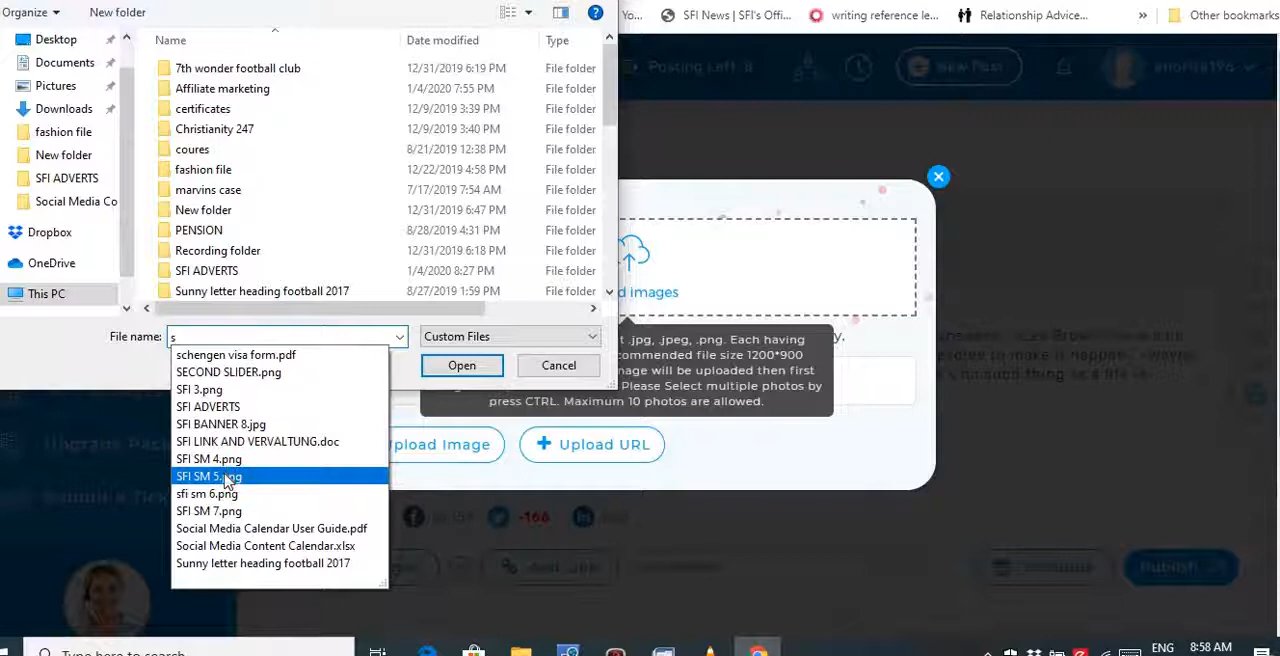 Organize
New folder
Yo...
SFI News | SFI's Offi...
writing reference le...
Relationship Advice...
»
Other bookmarks
Desktop
Documents
Pictures
Downloads
fashion file
New folder
SFI ADVERTS
Social Media Co
Dropbox
OneDrive
This PC
Name Date modified Type
7th wonder football club 12/31/2019 6:19 PM File folder
Affiliate marketing 1/4/2020 7:55 PM File folder
certificates 12/9/2019 3:39 PM File folder
Christianity 247 12/9/2019 3:40 PM File folder
coures 8/21/2019 12:38 PM File folder
fashion file 12/22/2019 4:58 PM File folder
marvins case 7/17/2019 7:54 AM File folder
New folder 12/31/2019 6:47 PM File folder
PENSION 8/28/2019 4:31 PM File folder
Recording folder 12/31/2019 6:18 PM File folder
SFI ADVERTS 1/4/2020 8:27 PM File folder
Sunny letter heading football 2017 8/27/2019 1:59 PM File folder
File name: s
Custom Files
Open
Cancel
schengen visa form.pdf
SECOND SLIDER.png
SFI 3.png
SFI ADVERTS
SFI BANNER 8.jpg
SFI LINK AND VERVALTUNG.doc
SFI SM 4.png
SFI SM 5.png
sfi sm 6.png
SFI SM 7.png
Social Media Calendar User Guide.pdf
Social Media Content Calendar.xlsx
Sunny letter heading football 2017
Posting Left 8
New Post
d images
y.
t .jpg, .jpeg, .png. Each having
commended file size 1200*900
mage will be uploaded then first
Please Select multiple photos by
press CTRL. Maximum 10 photos are allowed.
pload Image
Upload URL
-166
Publish
Type here to search
ENG
8:58 AM